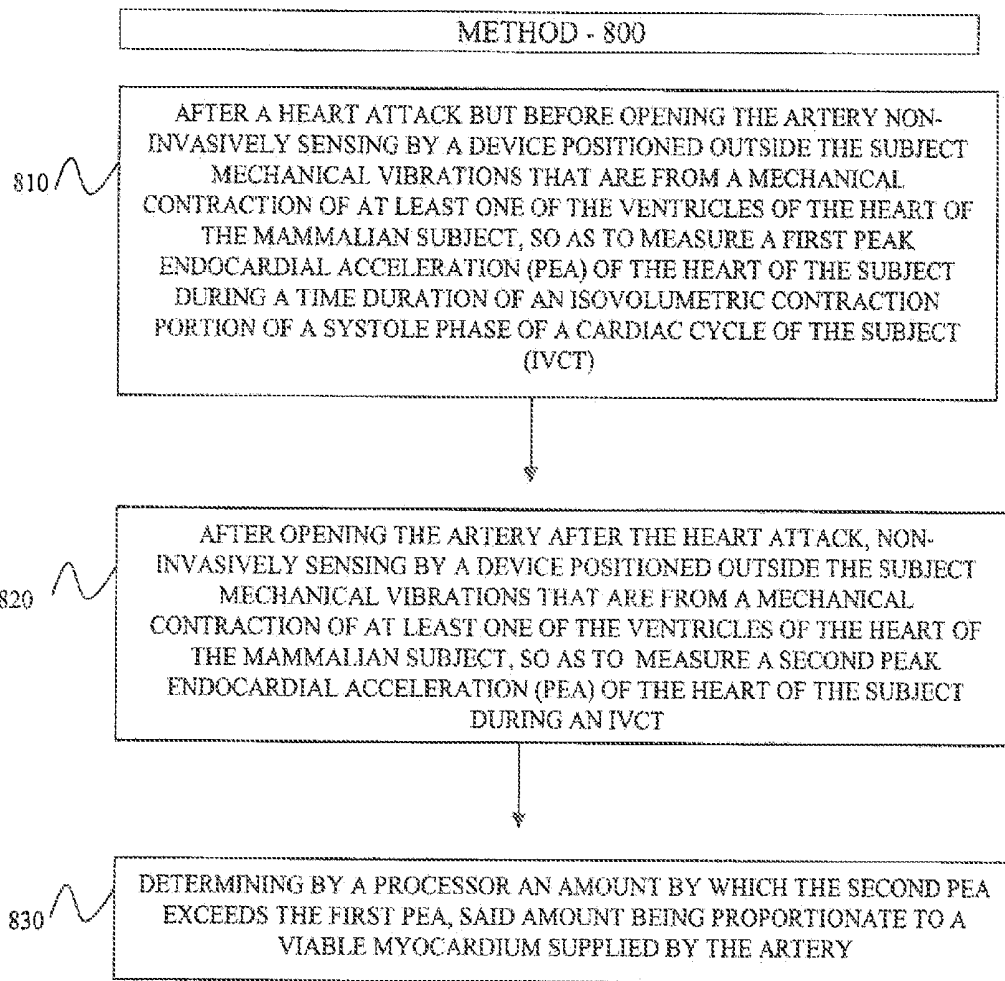 METHOD - 800
AFTER A HEART ATTACK BUT BEFORE OPENING THE ARTERY NON-
INVASIVELY SENSING BY A DEVICE POSITIONED OUTSIDE THE SUBJECT
810
MECHANICAL VIBRATIONS THAT ARE FROM A MECHANICAL
CONTRACTION OF AT LEAST ONE OF THE VENTRICLES OF THE HEART OF
THE MAMMALIAN SUBJECT, SO AS TO MEASURE A FIRST PEAK
ENDOCARDIAL ACCELERATION (PEA) OF THE HEART OF THE SUBJECT
DURING A TIME DURATION OF AN ISOVOLUMETRIC CONTRACTION
PORTION OF A SYSTOLE PHASE OF A CARDIAC CYCLE OF THE SUBJECT
(IVCT)
AFTER OPENING THE ARTERY AFTER THE HEART ATTACK, NON-
INVASIVELY SENSING BY A DEVICE POSITIONED OUTSIDE THE SUBJECT
820
MECHANICAL VIBRATIONS THAT ARE FROM A MECHANICAL
CONTRACTION OF AT LEAST ONE OF THE VENTRICLES OF THE HEART OF
THE MAMMALIAN SUBJECT, SO AS TO MEASURE A SECOND PEAK
ENDOCARDIAL ACCELERATION (PEA) OF THE HEART OF THE SUBJECT
DURING AN IVCT
DETERMINING BY A PROCESSOR AN AMOUNT BY WHICH THE SECOND PEA
830
EXCEEDS THE FIRST PEA, SAID AMOUNT BEING PROPORTIONATE TO A
VIABLE MYOCARDIUM SUPPLIED BY THE ARTERY